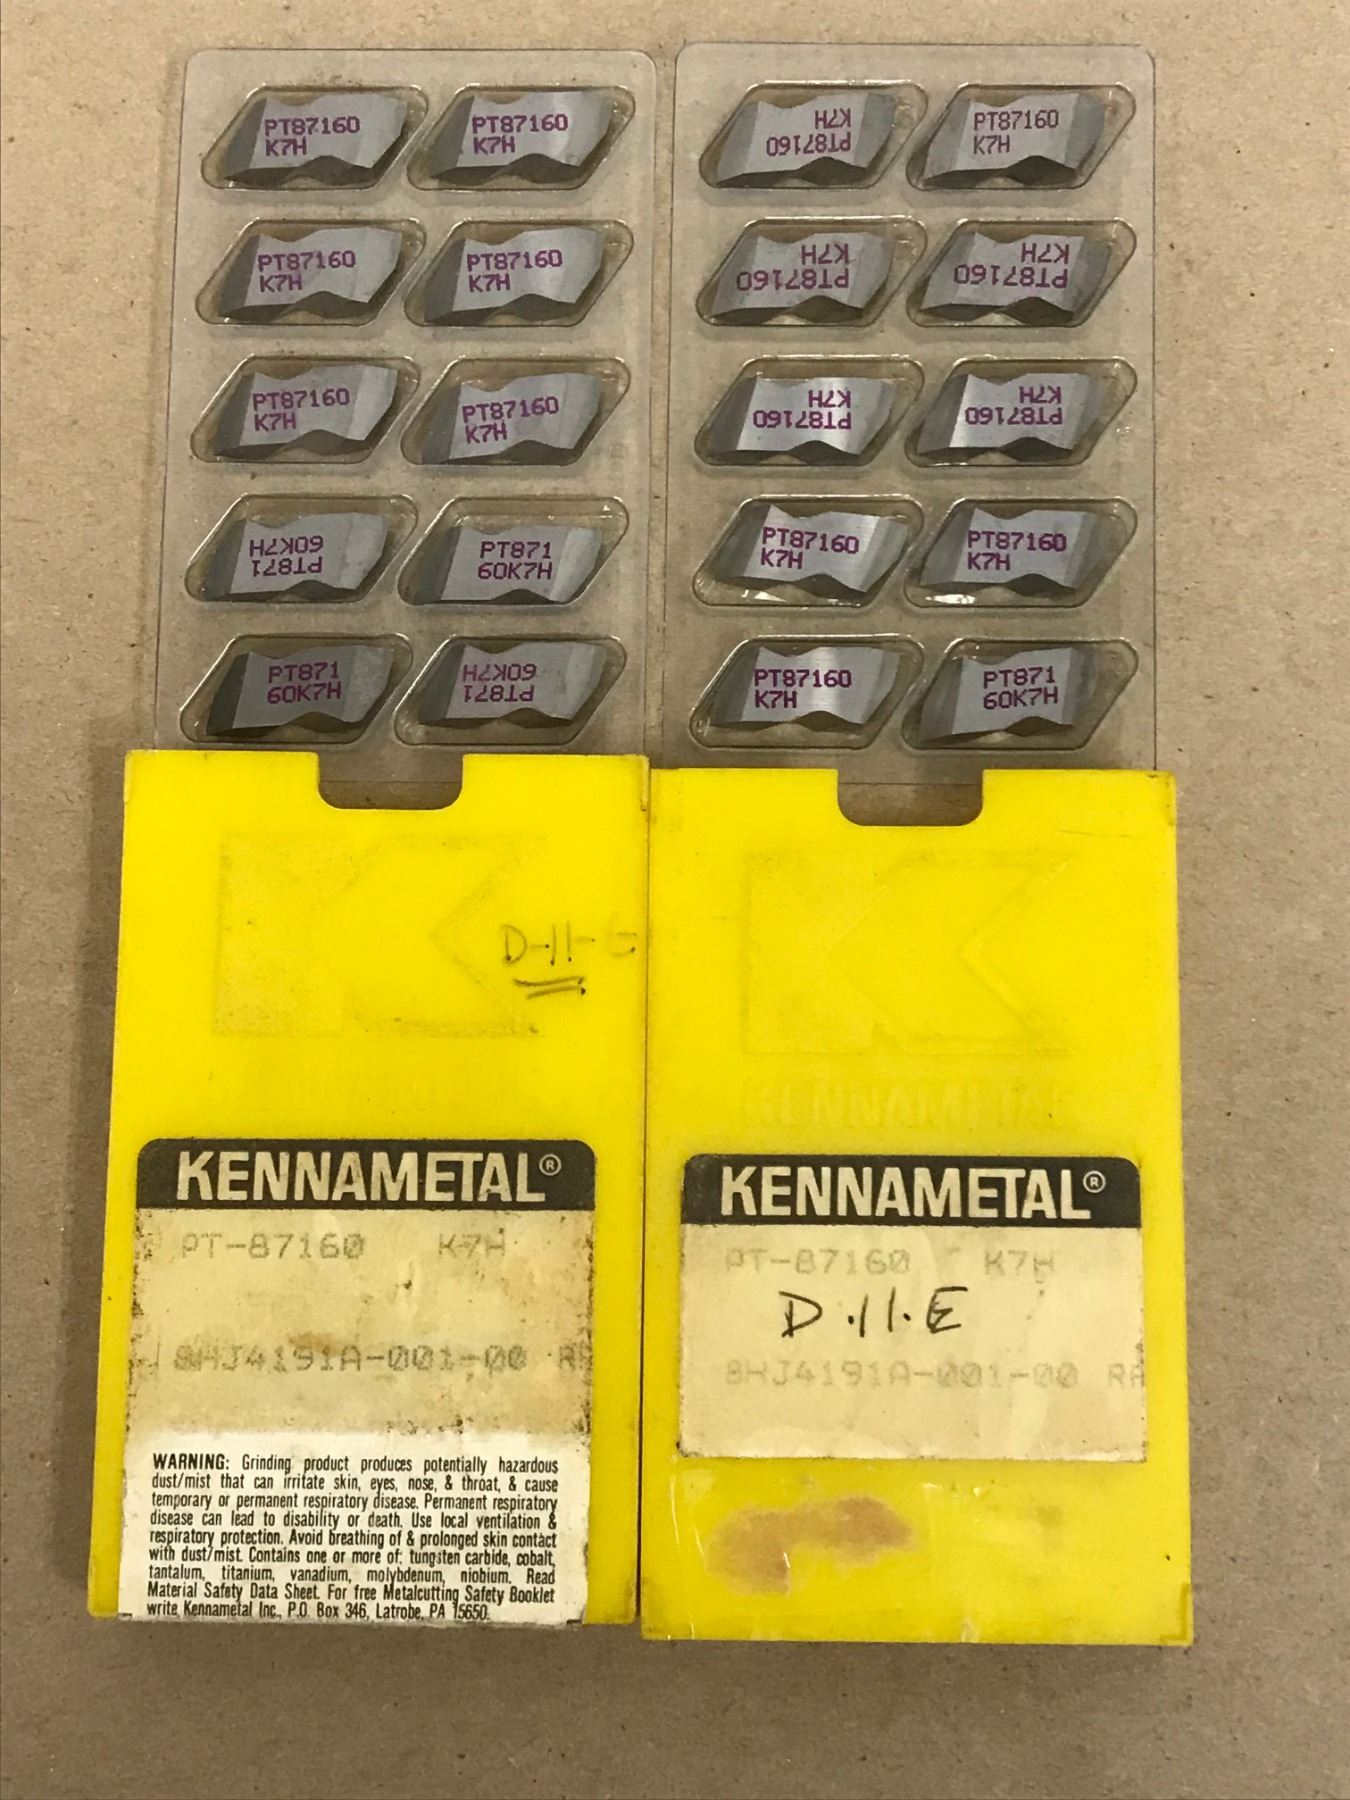 PT87160
K7H
PT87160
K7H
PT87160
K7H
PT87160
K7H
PT87160
K7H
PT87160
K7H
PT871
60K7H
PT871
60K7H
PT871
60K7H
PT871
60K7H
PT87160
K7H
PT87160
K7H
PT87160
K7H
PT87160
K7H
PT87160
K7H
PT87160
K7H
PT87160
K7H
PT87160
K7H
PT87160
K7H
PT871
60K7H
D-11-E
KENNAMETAL®
PT-87160 K7H
8HJ4191A-001-00
WARNING: Grinding product produces potentially hazardous
dust/mist that can irritate skin, eyes, nose, & throat, & cause
temporary or permanent respiratory disease. Permanent respiratory
disease can lead to disability or death. Use local ventilation &
respiratory protection. Avoid breathing of & prolonged skin contact
with dust/mist. Contains one or more of: tungsten carbide, cobalt,
tantalum, titanium, vanadium, molybdenum, niobium. Read
Material Safety Data Sheet. For free Metalcutting Safety Booklet
write Kennametal Inc., P.O. Box 346, Latrobe, PA 15650.
KENNAMETAL
KENNAMETAL®
PT-87160 K7H
D.11.E
8HJ4191A-001-00